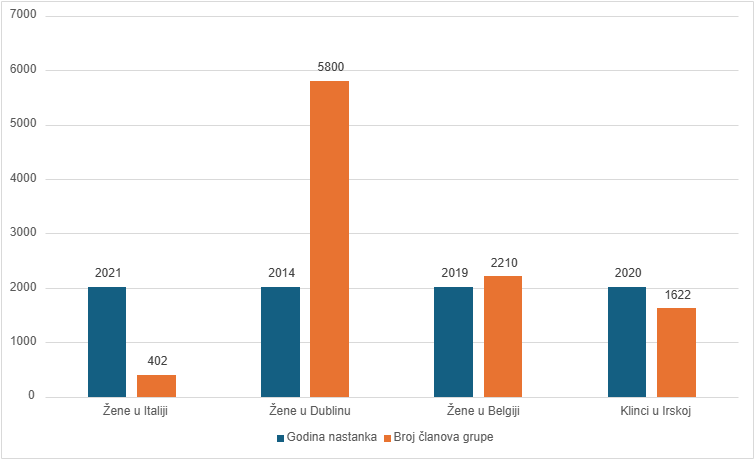 7000
6000
5800
5000
4000
3000
2021
2014
2019
2210
2020
2000
1622
1000
402
0
Žene u Italiji
Žene u Dublinu
Žene u Belgiji
Klinci u Irskoj
Godina nastanka
Broj članova grupe